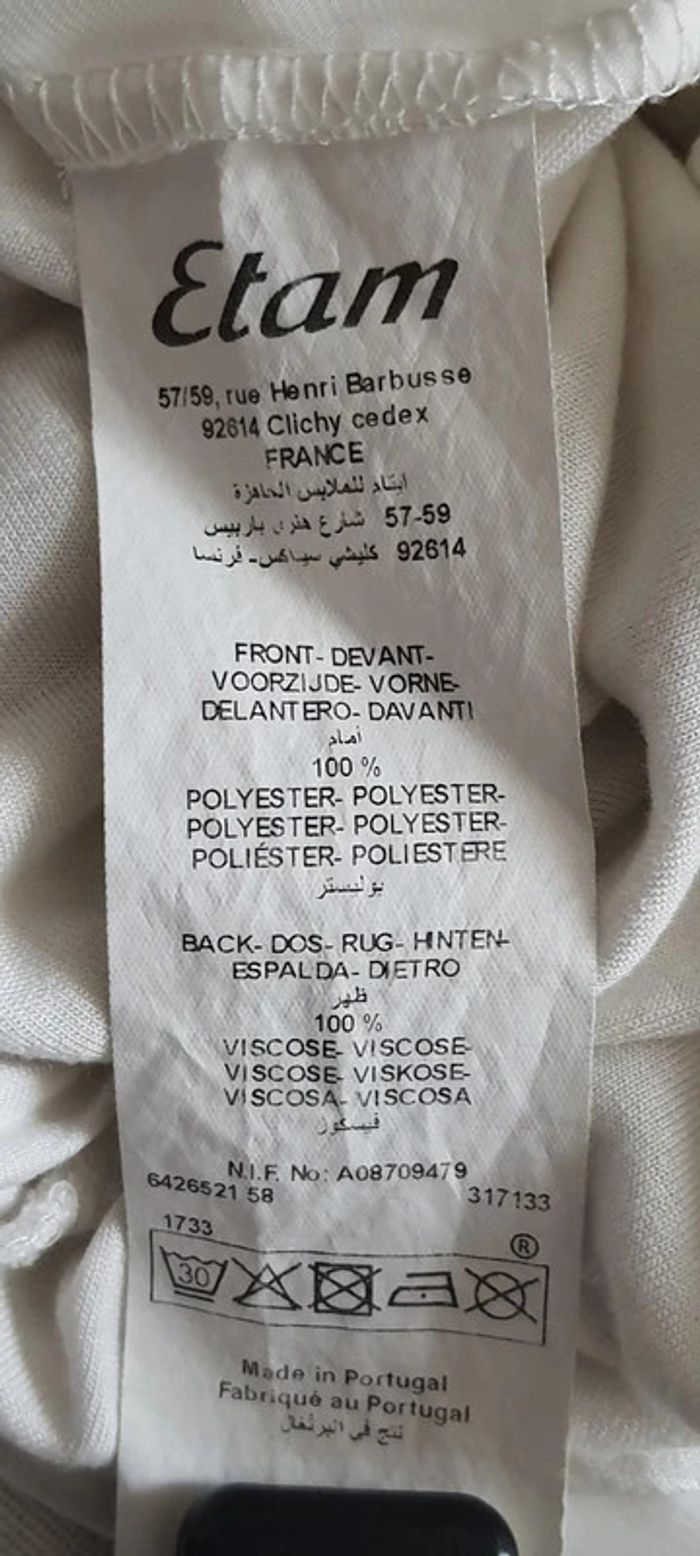 Etam
57/59, rue Henri Barbusse
92614 Clichy cedex
FRANCE
ايتام للملابس الجاهزة
57-59 شارع هنري باربيس
92614 كليشي سيداكس- فرنسا
FRONT- DEVANT-
VOORZIJDE- VORNE-
DELANTERO- DAVANTI
أمام
100 %
POLYESTER- POLYESTER-
POLYESTER- POLYESTER-
POLIÉSTER- POLIESTERE
بوليستر
BACK- DOS- RUG- HINTEN-
ESPALDA- DIETRO
ظهر
100 %
VISCOSE- VISCOSE-
VISCOSE- VISKOSE-
VISCOSA- VISCOSA
فيسكوز
N.I.F. No: A08709479
6426521 58 317133
1733
®
30
Made in Portugal
Fabriqué au Portugal
نتج في البرتغال